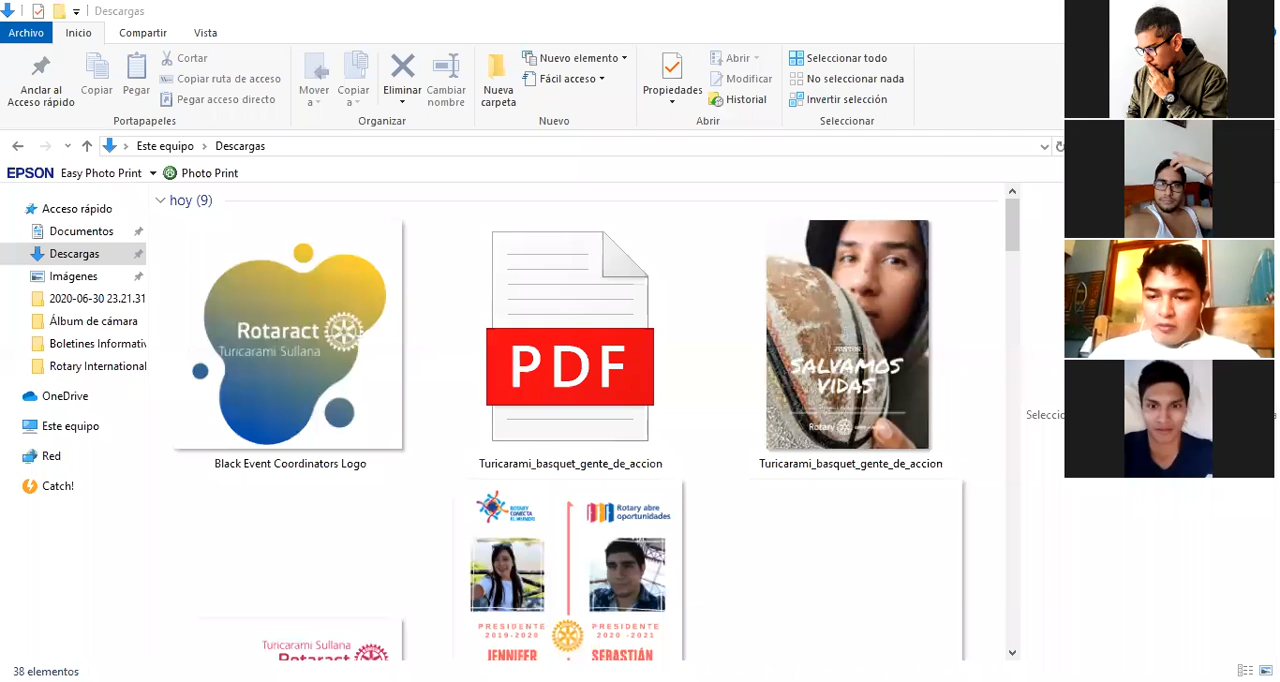 Descargas
Archivo
Inicio
Compartir
Vista
Anclar al
Acceso rápido
Copiar
Pegar
Cortar
Copiar ruta de acceso
Pegar acceso directo
Portapapeles
Mover
a
Copiar
a
Eliminar
Cambiar
nombre
Organizar
Nueva
carpeta
Nuevo elemento
Fácil acceso
Nuevo
Propiedades
Abrir
Modificar
Historial
Abrir
Seleccionar todo
No seleccionar nada
Invertir selección
Seleccionar
Este equipo
Descargas
EPSON Easy Photo Print
Photo Print
Acceso rápido
Documentos
Descargas
Imágenes
2020-06-30 23.21.31
Álbum de cámara
Boletines Informativ
Rotary International
OneDrive
Este equipo
Red
Catch!
hoy (9)
Rotaract
Turicarami Sullana
Black Event Coordinators Logo
PDF
Turicarami_basquet_gente_de_accion
SALVAMOS
VIDAS
Rotary
Turicarami_basquet_gente_de_accion
ROTARY
CONECTA
EL MUNDO
Rotary abre
oportunidades
PRESIDENTE
2019-2020
JENNIFER
PRESIDENTE
2020 -2021
SEBASTIÁN
Turicarami Sullana
Rotaract
Selecc
38 elementos